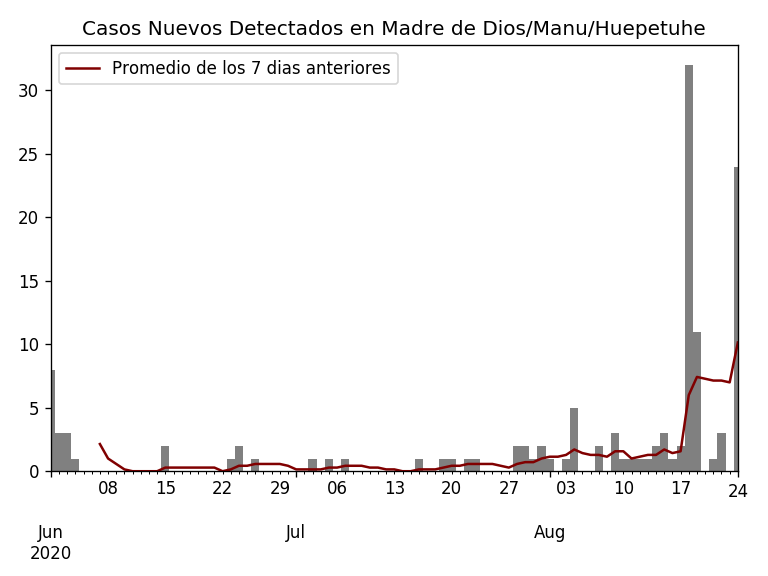 Casos Nuevos Detectados en Madre de Dios/Manu/Huepetuhe
Promedio de los 7 dias anteriores
30
25
20
15
10
5
0
08 15 22 29 06 13 20 27 03 10 17 24
Jun Jul Aug
2020